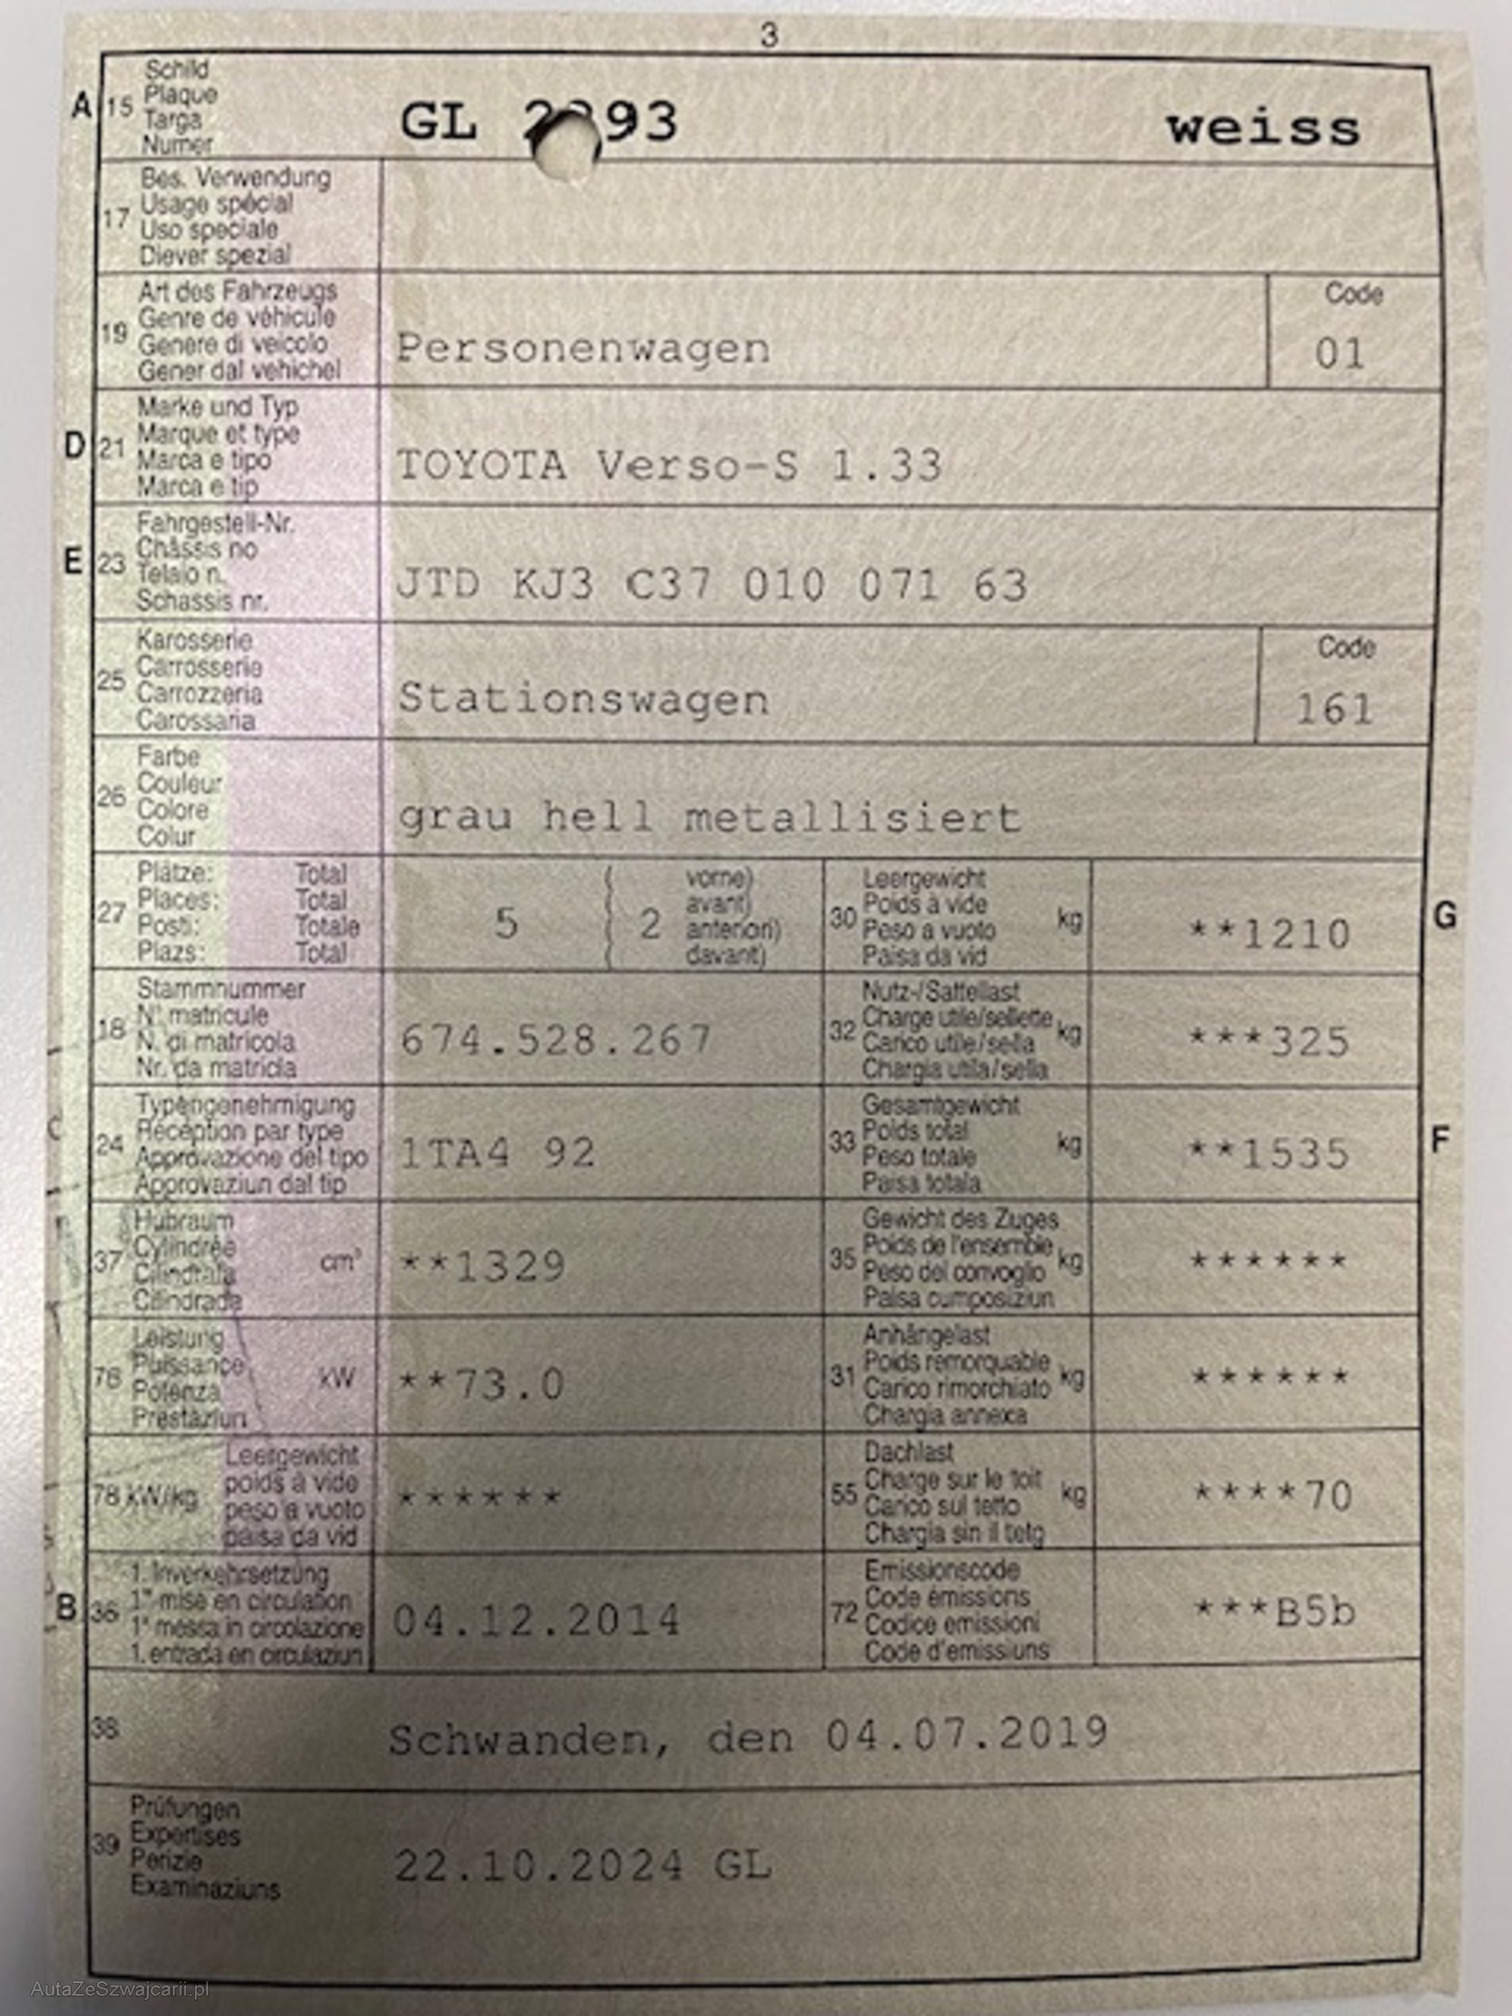 3
A 15 Schild
Plaque
Targa
Numer
GL 93 weiss
17 Bes. Verwendung
Usage spécial
Uso speciale
Diever spezial
19 Art des Fahrzeugs
Genre de véhicule
Genere di veicolo
Gener dal vehichel
Personenwagen
Code
01
D 21 Marke und Typ
Marque et type
Marca e tipo
Marca e tip
TOYOTA Verso-S 1.33
E 23 Fahrgestell-Nr.
Châssis no
Telaio n.
Schassis nr.
JTD KJ3 C37 010 071 63
25 Karosserie
Carrosserie
Carrozzeria
Carossaria
Stationswagen
Code
161
26 Farbe
Couleur
Colore
Colur
grau hell metallisiert
27 Plätze: Total
Places: Total
Posti: Totale
Plazs: Total
5 ( 2 vorne)
avant)
anteriori)
davant)
30 Leergewicht
Poids à vide
Peso a vuoto
Paisa da vid
kg
**1210
G
18 Stammnummer
N° matricule
N. di matricola
Nr. da matricla
674.528.267
32 Nutz-/Sattellast
Charge utile/sellette
Carico utile/sella
Chargia utila/sella
kg
***325
24 Typengenehmigung
Réception par type
Approvazione del tipo
Approvaziun dal tip
1TA4 92
33 Gesamtgewicht
Poids total
Peso totale
Paisa totala
kg
**1535
F
37 Hubraum
Cylindrée
Cilindrata
Cilindrada
cm³
**1329
35 Gewicht des Zuges
Poids de l'ensemble
Peso del convoglio
Paisa cumposiziun
kg
******
76 Leistung
Puissance
Potenza
Prestaziun
kW
**73.0
31 Anhängelast
Poids remorquable
Carico rimorchiato
Chargia annexa
kg
******
78 kW/kg Leergewicht
poids à vide
peso a vuoto
paisa da vid
******
55 Dachlast
Charge sur le toit
Carico sul tetto
Chargia sin il tetg
kg
****70
B 36 1. Inverkehrsetzung
1re mise en circulation
1a messa in circolazione
1. entrada en circulaziun
04.12.2014
72 Emissionscode
Code émissions
Codice emissioni
Code d'emissiuns
***B5b
38
Schwanden, den 04.07.2019
39 Prüfungen
Expertises
Perizie
Examinaziuns
22.10.2024 GL
AutaZeSzwajcarii.pl